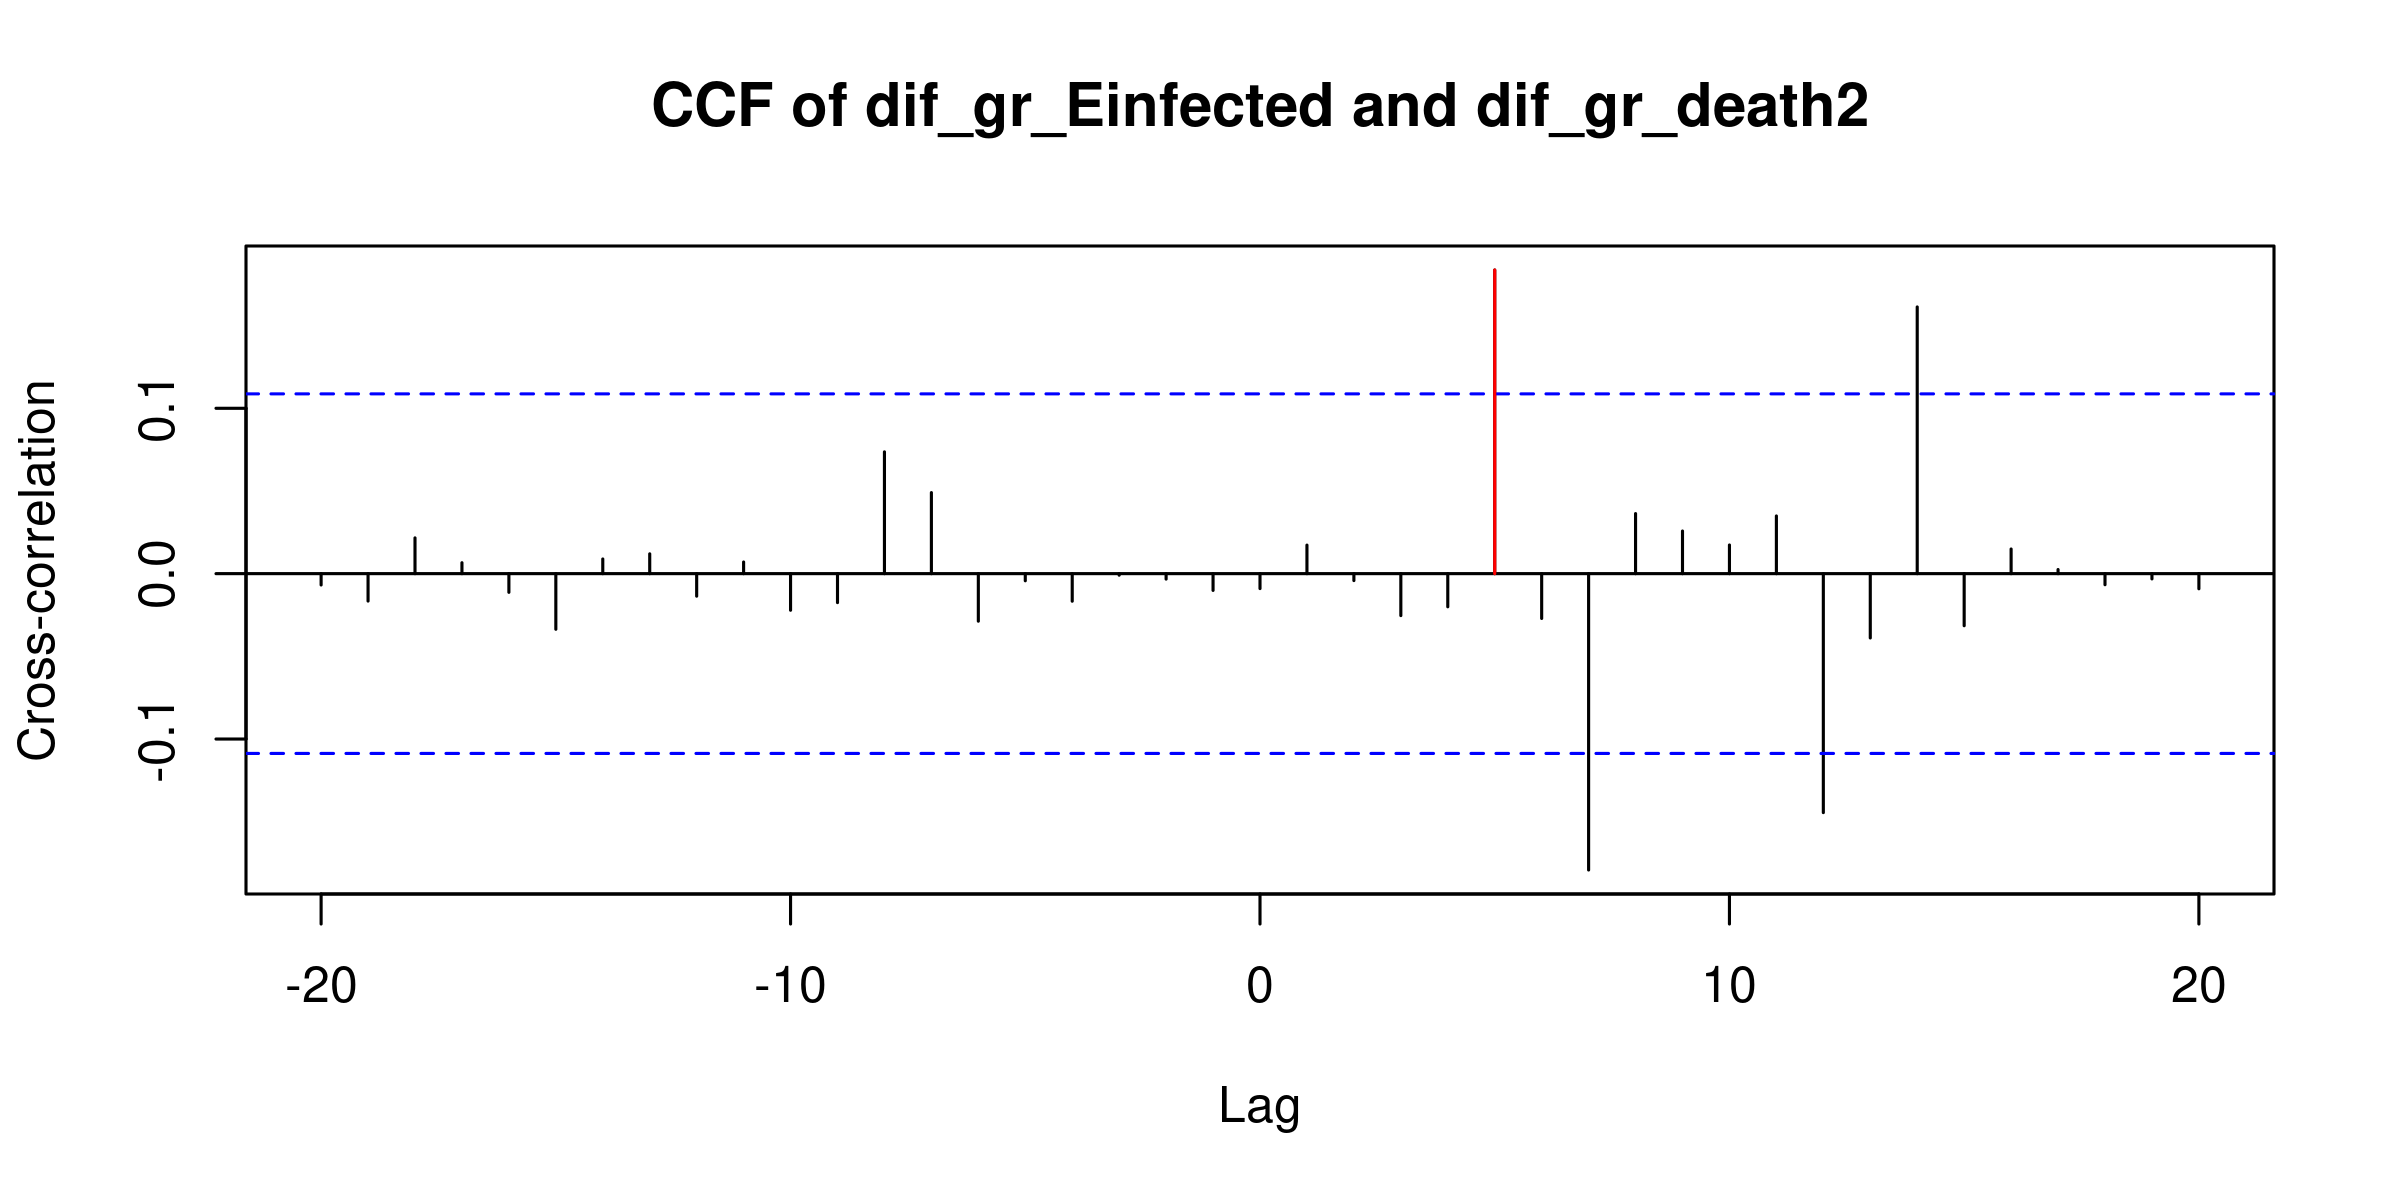 CCF of dif_gr_Einfected and dif_gr_death2
Cross-correlation
0.1
0.0
-0.1
-20 -10 0 10 20
Lag